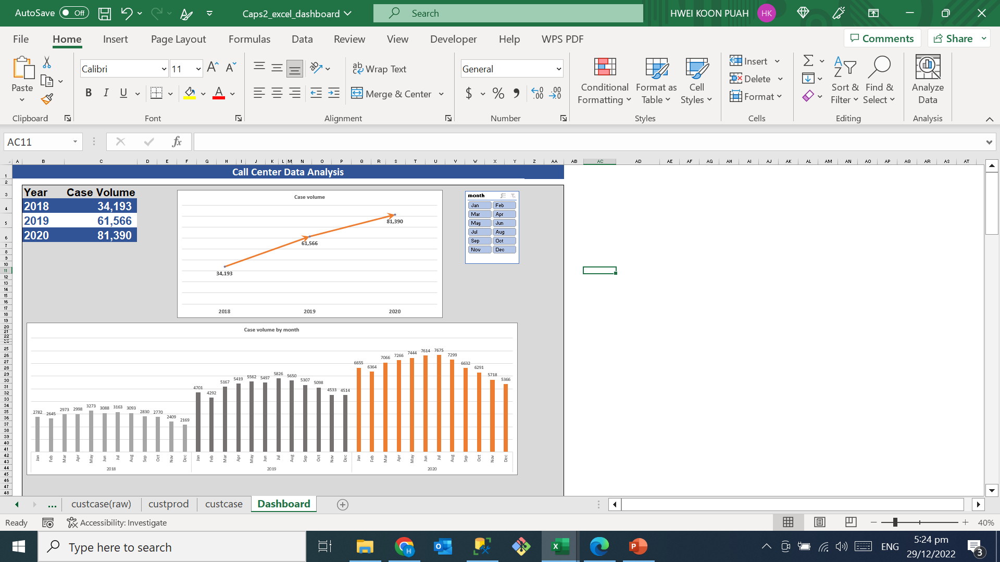 AutoSave Off Caps2_excel_dashboard Search HWEI KOON PUAH HK
File Home Insert Page Layout Formulas Data Review View Developer Help WPS PDF Comments Share
Paste
Clipboard
Calibri 11
B I U
Font
Wrap Text
Merge & Center
Alignment
General
$ % 9
Number
Conditional Formatting
Format as Table
Cell Styles
Styles
Insert
Delete
Format
Cells
Sort & Filter
Find & Select
Editing
Analyze Data
Analysis
AC11 fx
A B C D E F G H I J K L M N O P Q R S T U V W X Y Z AA AB AC AD AE AF AG AH AI AJ AK AL AM AN AO AP AQ AR AS AT
Call Center Data Analysis
Year Case Volume
2018 34,193
2019 61,566
2020 81,390
Case volume
81,390
61,566
34,193
2018 2019 2020
month
Jan Feb
Mar Apr
May Jun
Jul Aug
Sep Oct
Nov Dec
Case volume by month
2782 2645 2973 2998 3273 3088 3163 3093 2830 2770 2409 2169
4701 4292 5167 5419 5562 5497 5826 5650 5307 5098 4533 4514
6655 6364 7066 7266 7444 7614 7675 7299 6632 6291 5718 5366
Jan Feb Mar Apr May Jun Jul Aug Sep Oct Nov Dec Jan Feb Mar Apr May Jun Jul Aug Sep Oct Nov Dec Jan Feb Mar Apr May Jun Jul Aug Sep Oct Nov Dec
2018 2019 2020
... custcase(raw) custprod custcase Dashboard
Ready Accessibility: Investigate 40%
Type here to search ENG 5:24 pm
29/12/2022 3